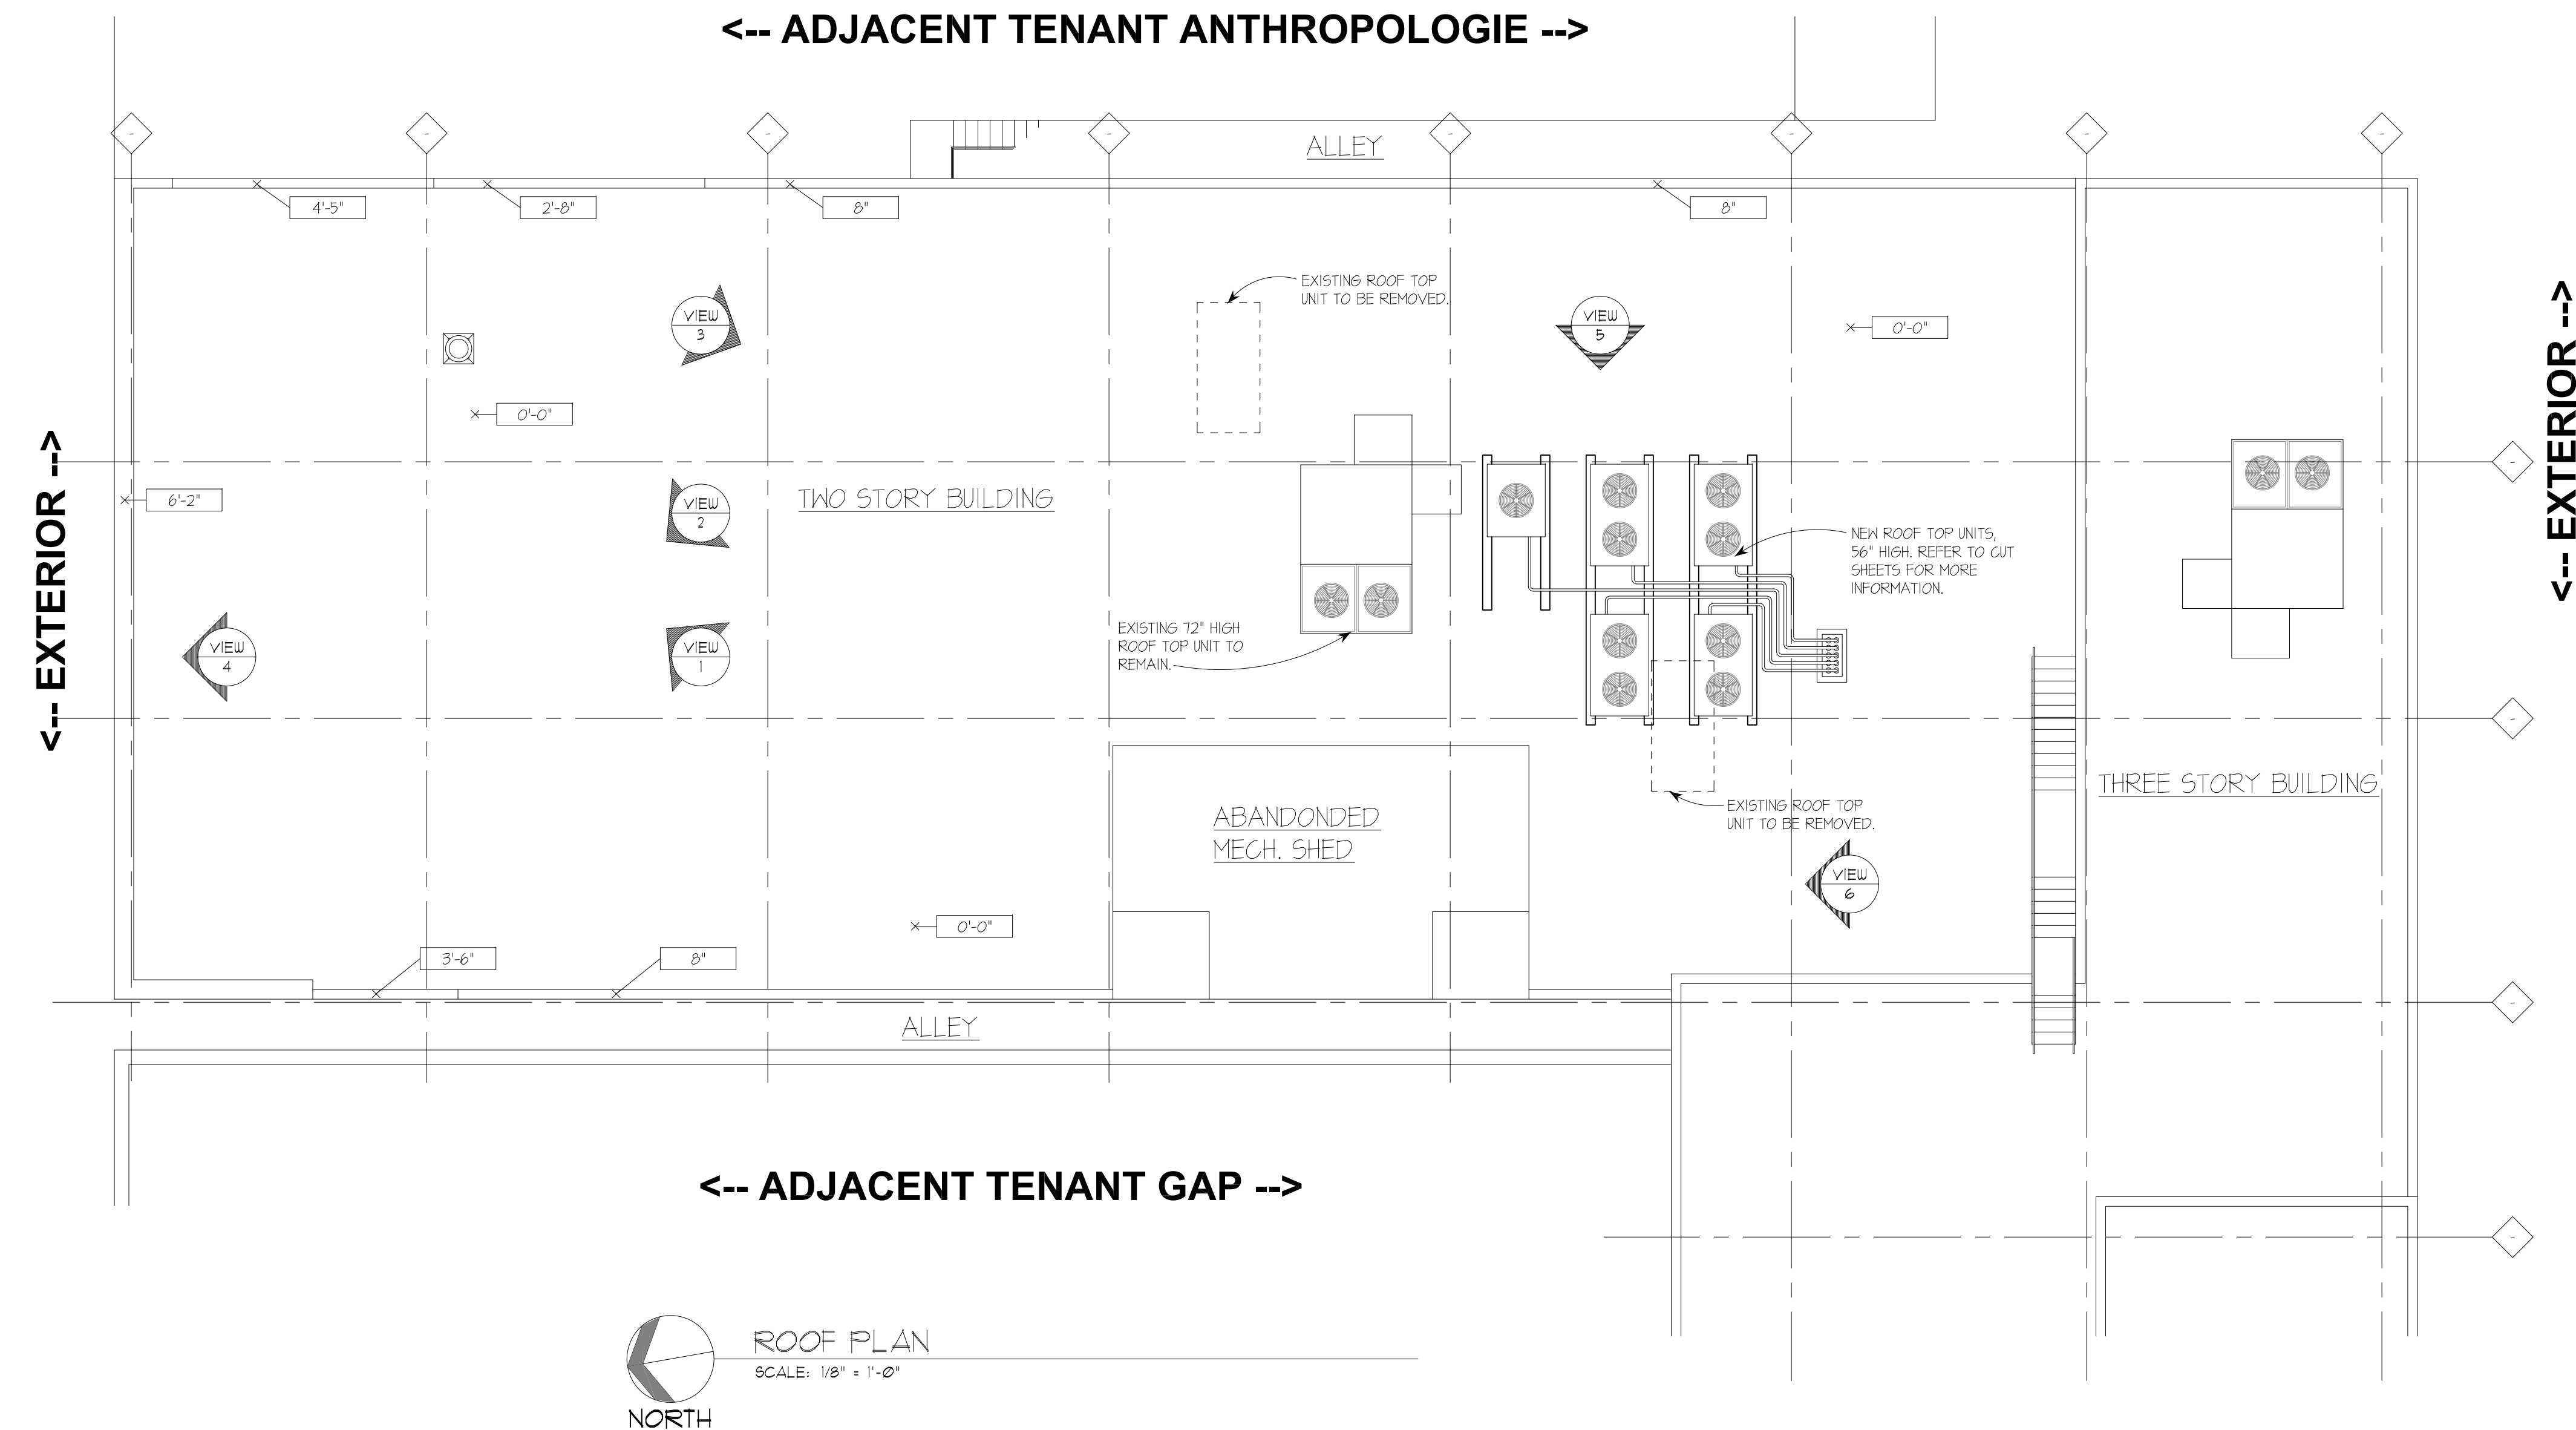 <-- ADJACENT TENANT ANTHROPOLOGIE -->
- - - - - - - -
ALLEY
4'-5"
2'-8"
8"
8"
EXISTING ROOF TOP
UNIT TO BE REMOVED.
VIEW
3
VIEW
5
0'-0"
0'-0"
<-- EXTERIOR -->
<-- EXTERIOR -->
-
6'-2"
VIEW
2
TWO STORY BUILDING
NEW ROOF TOP UNITS,
56" HIGH. REFER TO CUT
SHEETS FOR MORE
INFORMATION.
EXISTING 72" HIGH
ROOF TOP UNIT TO
REMAIN.
VIEW
4
VIEW
1
-
THREE STORY BUILDING
ABANDONDED
MECH. SHED
EXISTING ROOF TOP
UNIT TO BE REMOVED.
VIEW
6
0'-0"
3'-6"
8"
-
ALLEY
<-- ADJACENT TENANT GAP -->
-
ROOF PLAN
SCALE: 1/8" = 1'-0"
NORTH